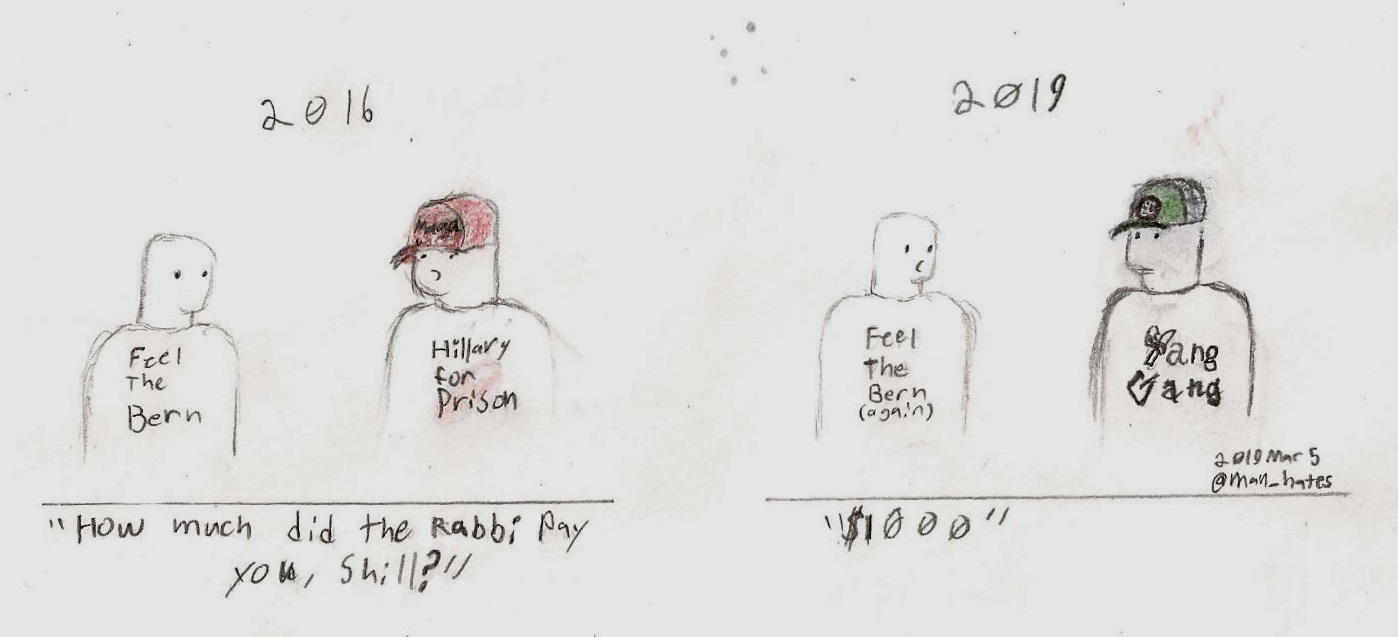 2016
Maga
Feel
The
Bern
Hillary
for
Prison
"How much did the Rabbi Pay
you, Shill?"
2019
Feel
the
Bern
(again)
Yang
Gang
2019 Mar 5
@man_hates
"$1000"